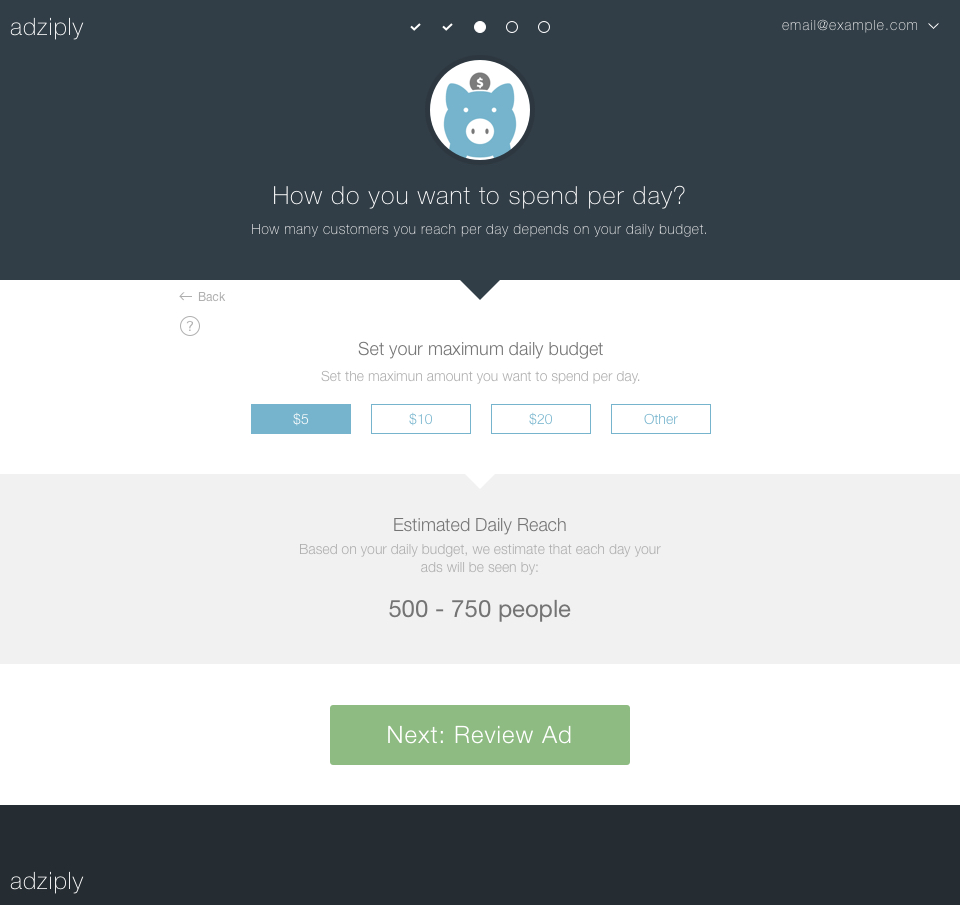 adziply
email@example.com
$
How do you want to spend per day?
How many customers you reach per day depends on your daily budget.
Back
?
Set your maximum daily budget
Set the maximun amount you want to spend per day.
$5
$10
$20
Other
Estimated Daily Reach
Based on your daily budget, we estimate that each day your
ads will be seen by:
500 - 750 people
Next: Review Ad
adziply